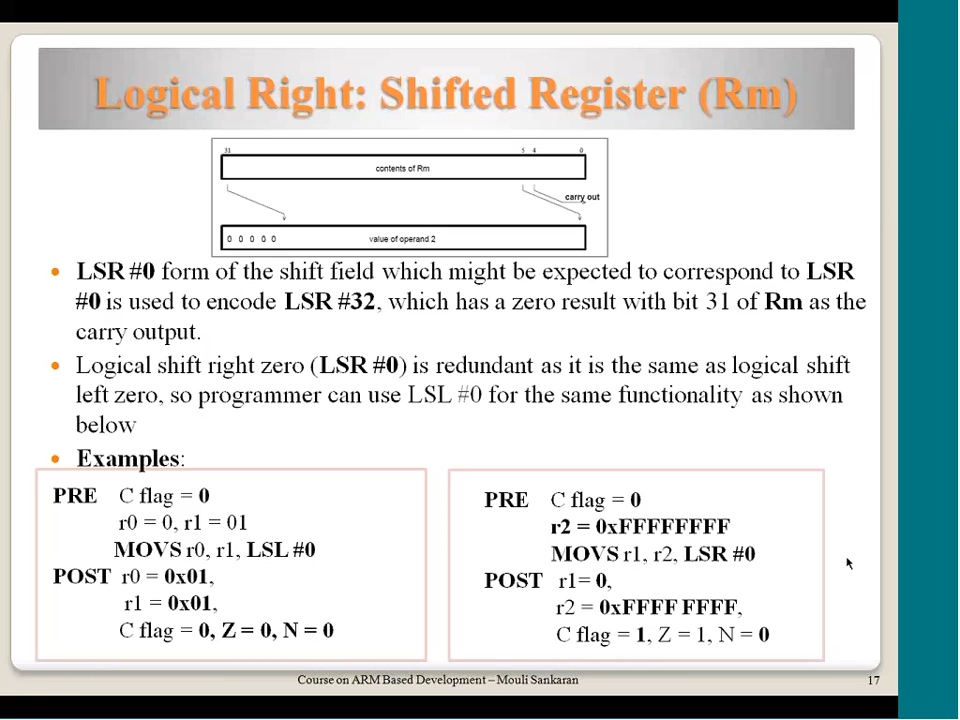 Logical Right: Shifted Register (Rm)
31 5 4 0
contents of Rm
carry out
0 0 0 0 0 value of operand 2
• LSR #0 form of the shift field which might be expected to correspond to LSR
#0 is used to encode LSR #32, which has a zero result with bit 31 of Rm as the
carry output.
• Logical shift right zero (LSR #0) is redundant as it is the same as logical shift
left zero, so programmer can use LSL #0 for the same functionality as shown
below
• Examples:
PRE C flag = 0
r0 = 0, r1 = 01
MOVS r0, r1, LSL #0
POST r0 = 0x01,
r1 = 0x01,
C flag = 0, Z = 0, N = 0
PRE C flag = 0
r2 = 0xFFFFFFFF
MOVS r1, r2, LSR #0
POST r1= 0,
r2 = 0xFFFF FFFF,
C flag = 1, Z = 1, N = 0
Course on ARM Based Development – Mouli Sankaran
17